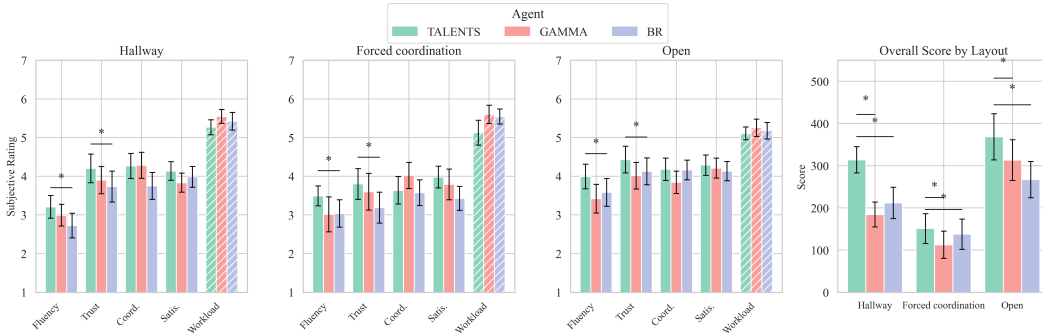 Agent
TALENTS GAMMA BR
Hallway
7
6
5
4
3
2
1
Subjective Rating
*
*
Fluency
Trust
Coord.
Satis.
Workload
Forced coordination
7
6
5
4
3
2
1
*
*
Fluency
Trust
Coord.
Satis.
Workload
Open
7
6
5
4
3
2
1
*
*
Fluency
Trust
Coord.
Satis.
Workload
Overall Score by Layout
500
400
300
200
100
0
Score
*
*
*
*
*
*
Hallway Forced coordination Open